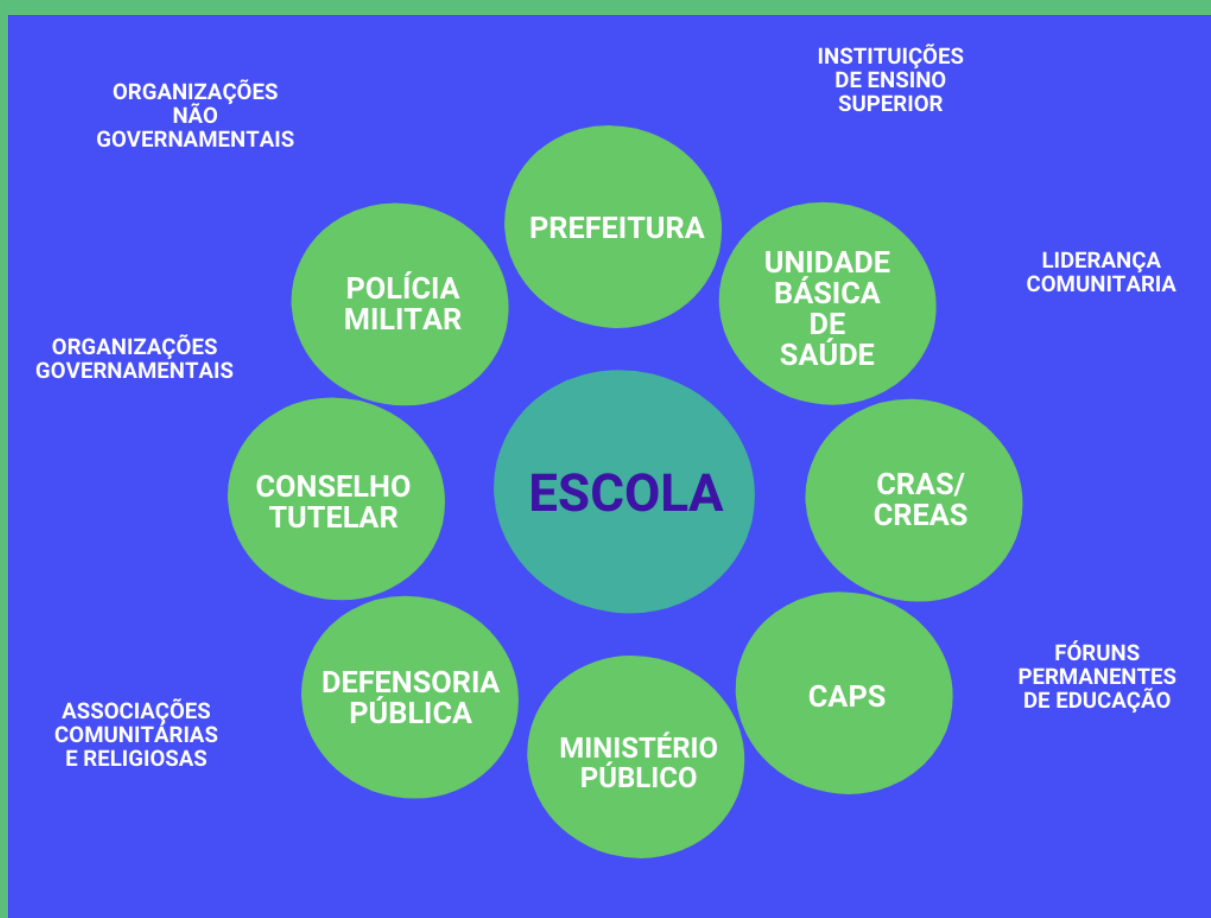 INSTITUIÇÕES
DE ENSINO
SUPERIOR
ORGANIZAÇÕES
NÃO
GOVERNAMENTAIS
PREFEITURA
UNIDADE
BÁSICA
DE
SAÚDE
LIDERANÇA
COMUNITARIA
POLÍCIA
MILITAR
ORGANIZAÇÕES
GOVERNAMENTAIS
CONSELHO
TUTELAR
ESCOLA
CRAS/
CREAS
FÓRUNS
PERMANENTES
DE EDUCAÇÃO
DEFENSORIA
PÚBLICA
CAPS
ASSOCIAÇÕES
COMUNITÁRIAS
E RELIGIOSAS
MINISTÉRIO
PÚBLICO